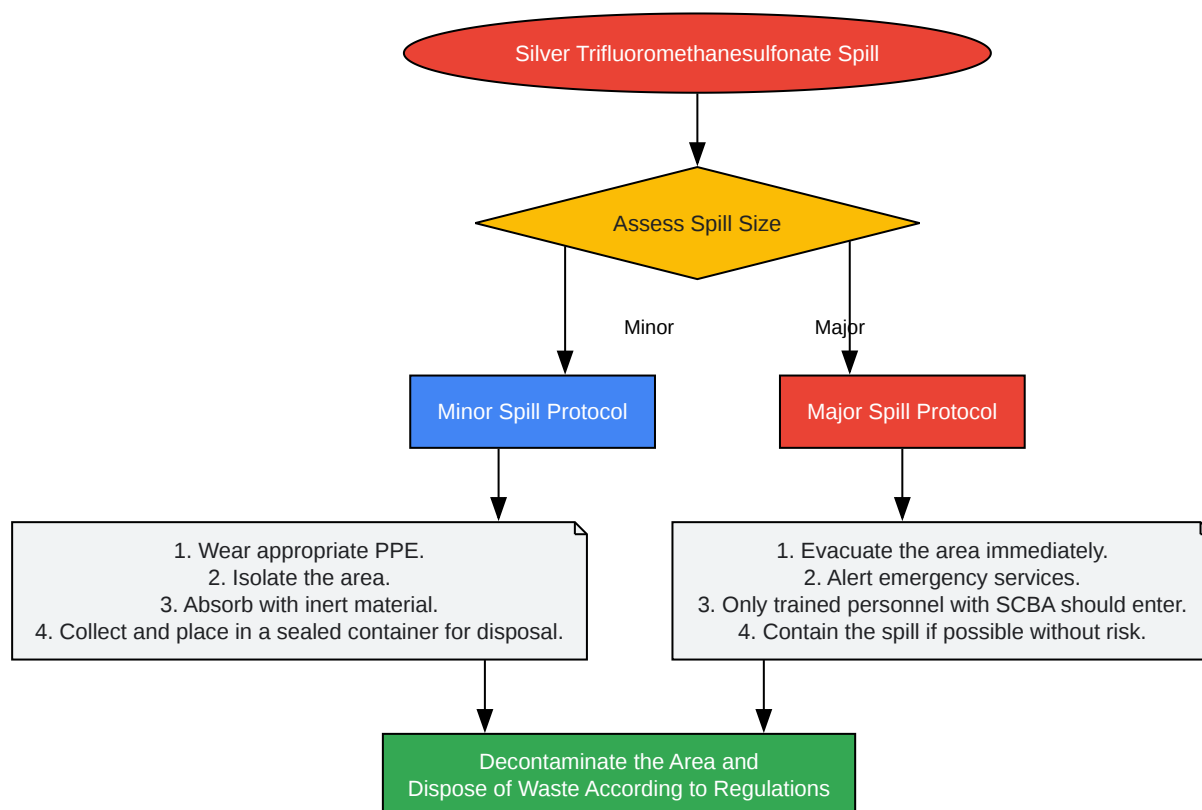 Silver Trifluoromethanesulfonate Spill
Assess Spill Size
Minor
Major
Minor Spill Protocol
Major Spill Protocol
1. Wear appropriate PPE.
2. Isolate the area.
3. Absorb with inert material.
4. Collect and place in a sealed container for disposal.
1. Evacuate the area immediately.
2. Alert emergency services.
3. Only trained personnel with SCBA should enter.
4. Contain the spill if possible without risk.
Decontaminate the Area and
Dispose of Waste According to Regulations